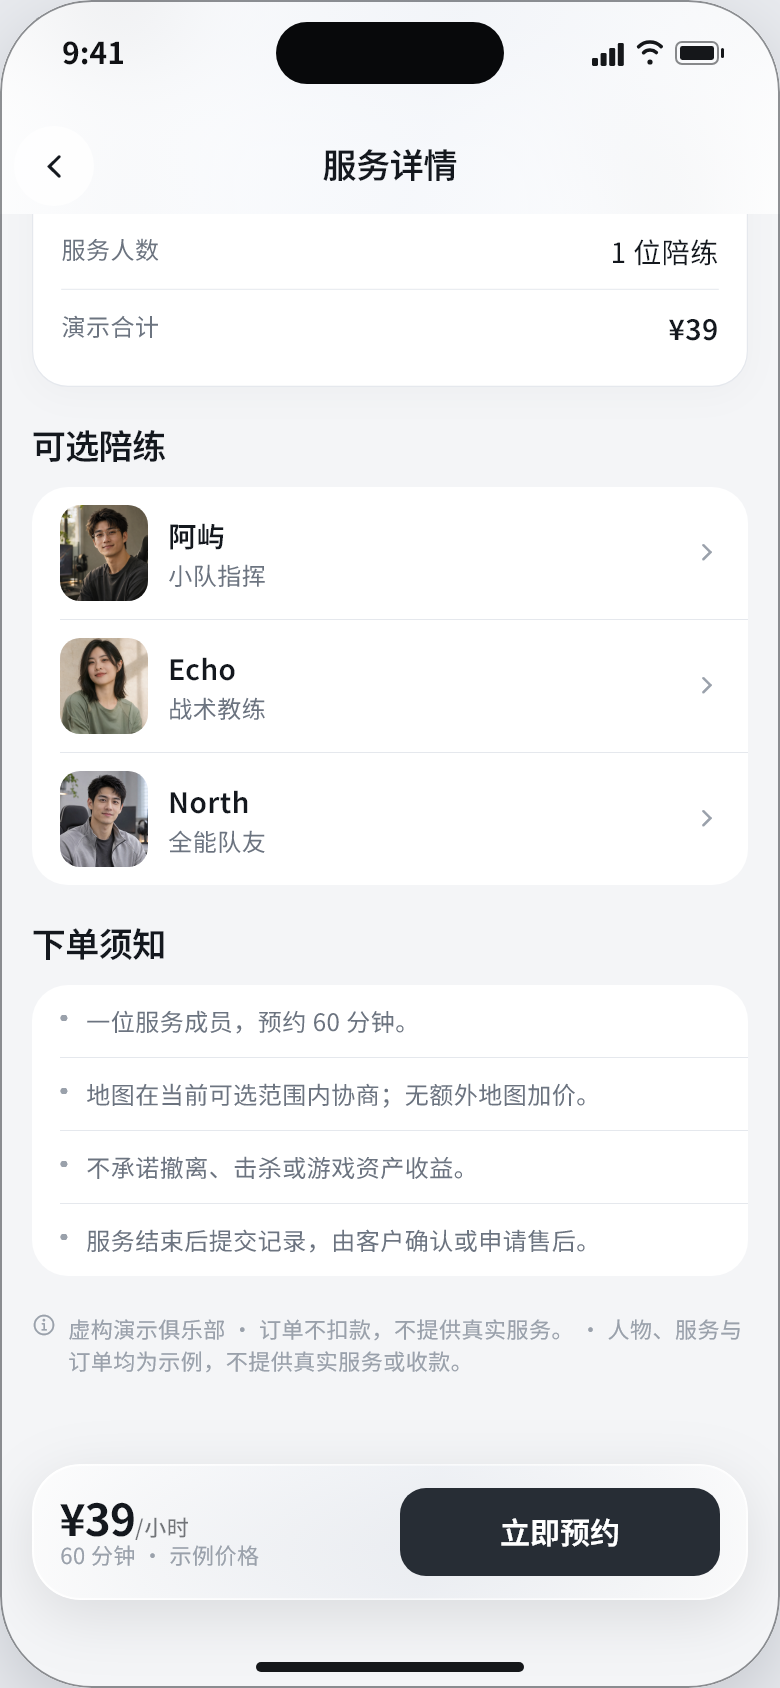 9:41
服务详情
服务人数
1 位陪练
演示合计
¥39
可选陪练
阿屿
小队指挥
Echo
战术教练
North
全能队友
下单须知
一位服务成员，预约 60 分钟。
地图在当前可选范围内协商；无额外地图加价。
不承诺撤离、击杀或游戏资产收益。
服务结束后提交记录，由客户确认或申请售后。
虚构演示俱乐部 · 订单不扣款，不提供真实服务。 · 人物、服务与
订单均为示例，不提供真实服务或收款。
¥39/小时
60 分钟 · 示例价格
立即预约